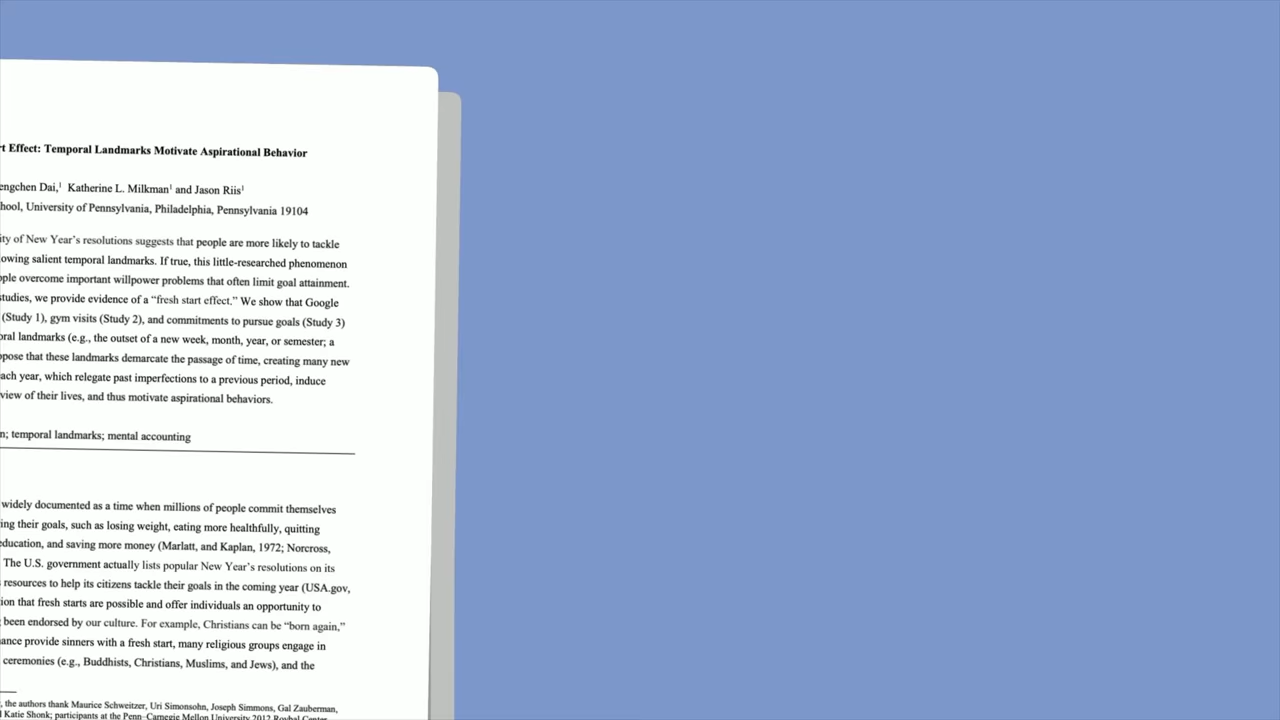 t Effect: Temporal Landmarks Motivate Aspirational Behavior
engchen Dai,¹ Katherine L. Milkman¹ and Jason Riis¹
hool, University of Pennsylvania, Philadelphia, Pennsylvania 19104
ity of New Year’s resolutions suggests that people are more likely to tackle
owing salient temporal landmarks. If true, this little-researched phenomenon
ople overcome important willpower problems that often limit goal attainment.
studies, we provide evidence of a “fresh start effect.” We show that Google
(Study 1), gym visits (Study 2), and commitments to pursue goals (Study 3)
oral landmarks (e.g., the outset of a new week, month, year, or semester; a
opose that these landmarks demarcate the passage of time, creating many new
each year, which relegate past imperfections to a previous period, induce
view of their lives, and thus motivate aspirational behaviors.
n; temporal landmarks; mental accounting
widely documented as a time when millions of people commit themselves
ing their goals, such as losing weight, eating more healthfully, quitting
education, and saving more money (Marlatt, and Kaplan, 1972; Norcross,
The U.S. government actually lists popular New Year’s resolutions on its
resources to help its citizens tackle their goals in the coming year (USA.gov,
ion that fresh starts are possible and offer individuals an opportunity to
been endorsed by our culture. For example, Christians can be “born again,”
ance provide sinners with a fresh start, many religious groups engage in
ceremonies (e.g., Buddhists, Christians, Muslims, and Jews), and the
, the authors thank Maurice Schweitzer, Uri Simonsohn, Joseph Simmons, Gal Zauberman,
Katie Shonk; participants at the Penn–Carnegie Mellon University 2012 Roybal Center